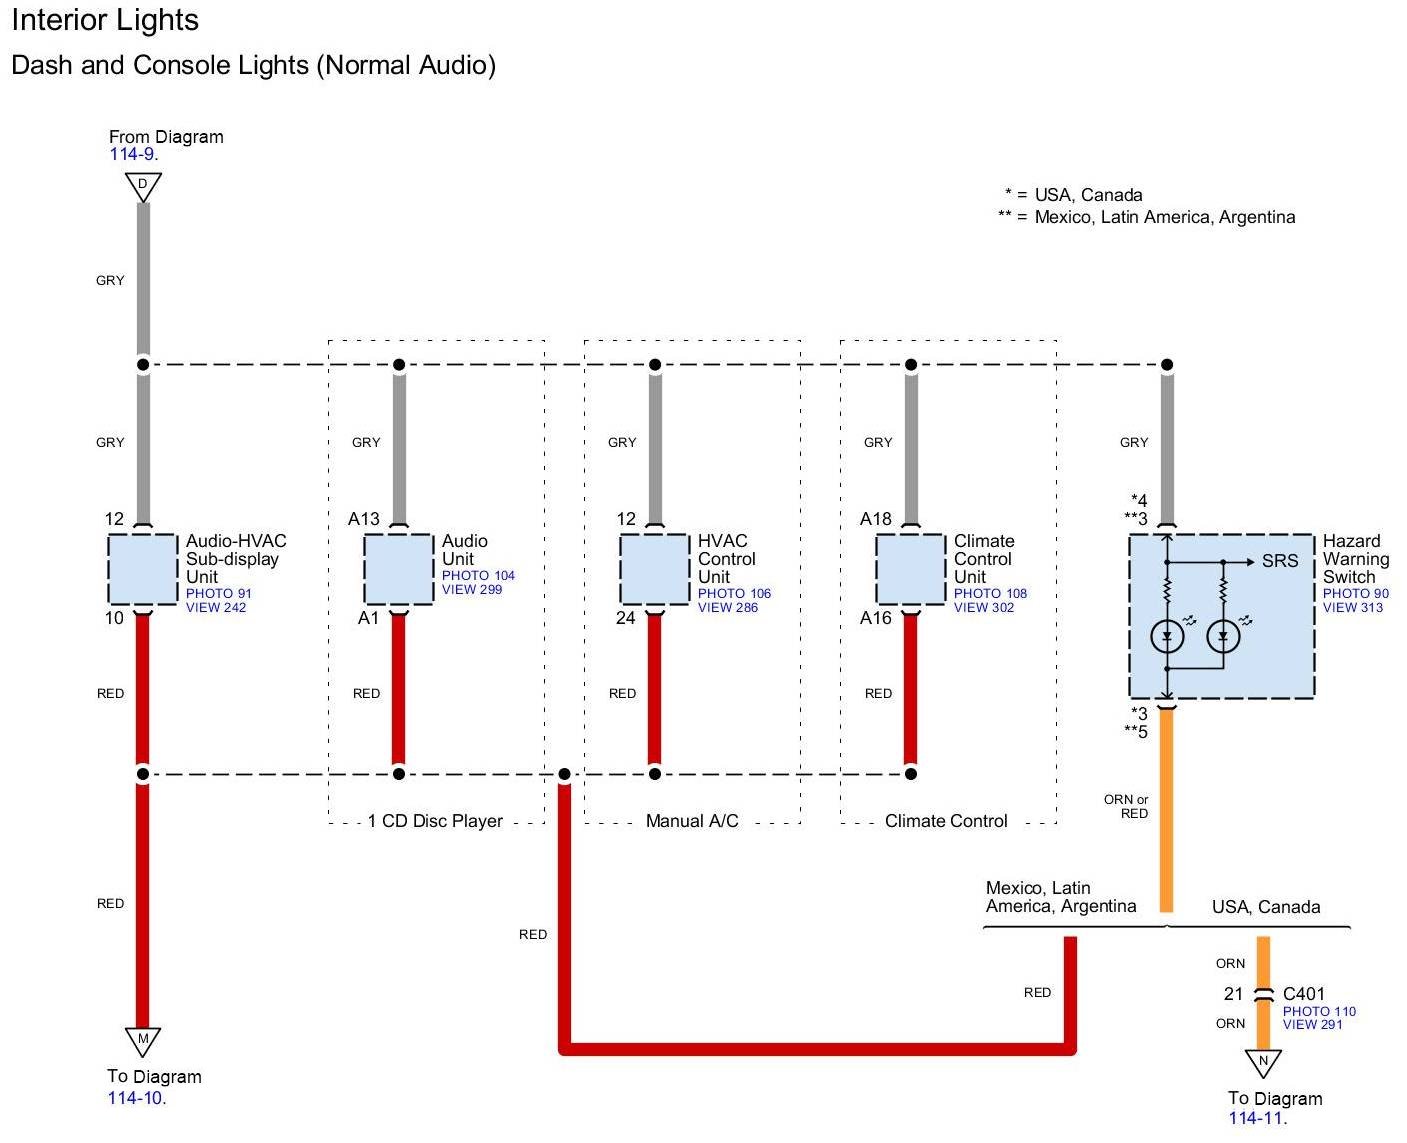 Interior Lights
Dash and Console Lights (Normal Audio)
From Diagram
114-9.
D
* = USA, Canada
** = Mexico, Latin America, Argentina
GRY
GRY
GRY
GRY
GRY
GRY
*4
**3
12
A13
12
A18
Audio-HVAC
Sub-display
Unit
PHOTO 91
VIEW 242
Audio
Unit
PHOTO 104
VIEW 299
HVAC
Control
Unit
PHOTO 106
VIEW 286
Climate
Control
Unit
PHOTO 108
VIEW 302
SRS
Hazard
Warning
Switch
PHOTO 90
VIEW 313
10
A1
24
A16
RED
RED
RED
RED
*3
**5
ORN or
RED
1 CD Disc Player
Manual A/C
Climate Control
RED
RED
Mexico, Latin
America, Argentina
USA, Canada
RED
ORN
21
C401
PHOTO 110
VIEW 291
ORN
M
To Diagram
114-10.
N
To Diagram
114-11.